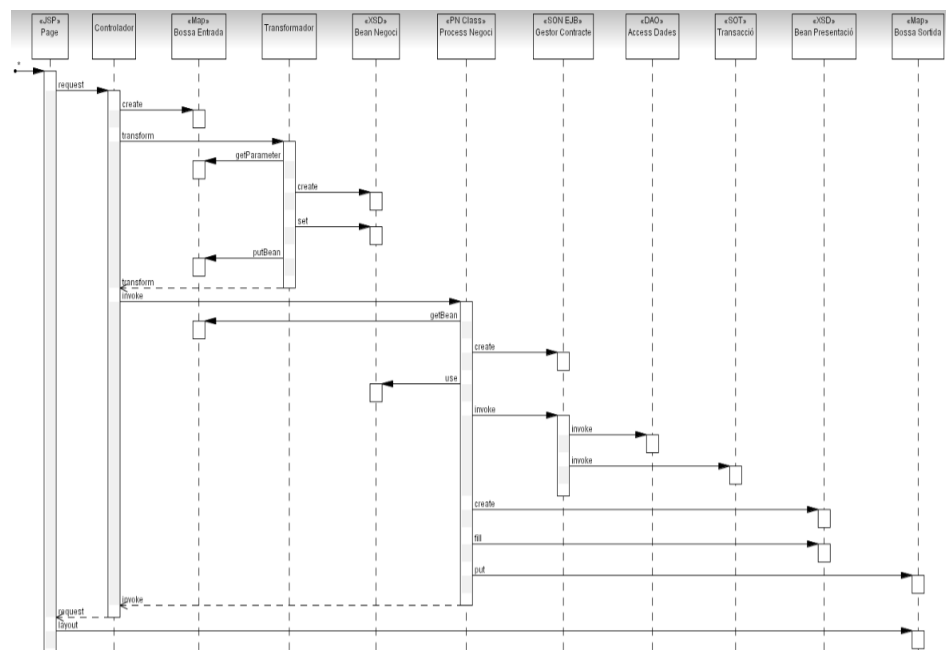 «JSP»
Page
Controlador
«Map»
Bossa Entrada
Transformador
«XSD»
Bean Negoci
«PN Class»
Process Negoci
«SON EJB»
Gestor Contracte
«DAO»
Access Dades
«SOT»
Transacció
«XSD»
Bean Presentació
«Map»
Bossa Sortida
*
request
create
transform
getParameter
create
set
putBean
transform
invoke
getBean
create
use
invoke
invoke
invoke
create
fill
put
invoke
request
layout